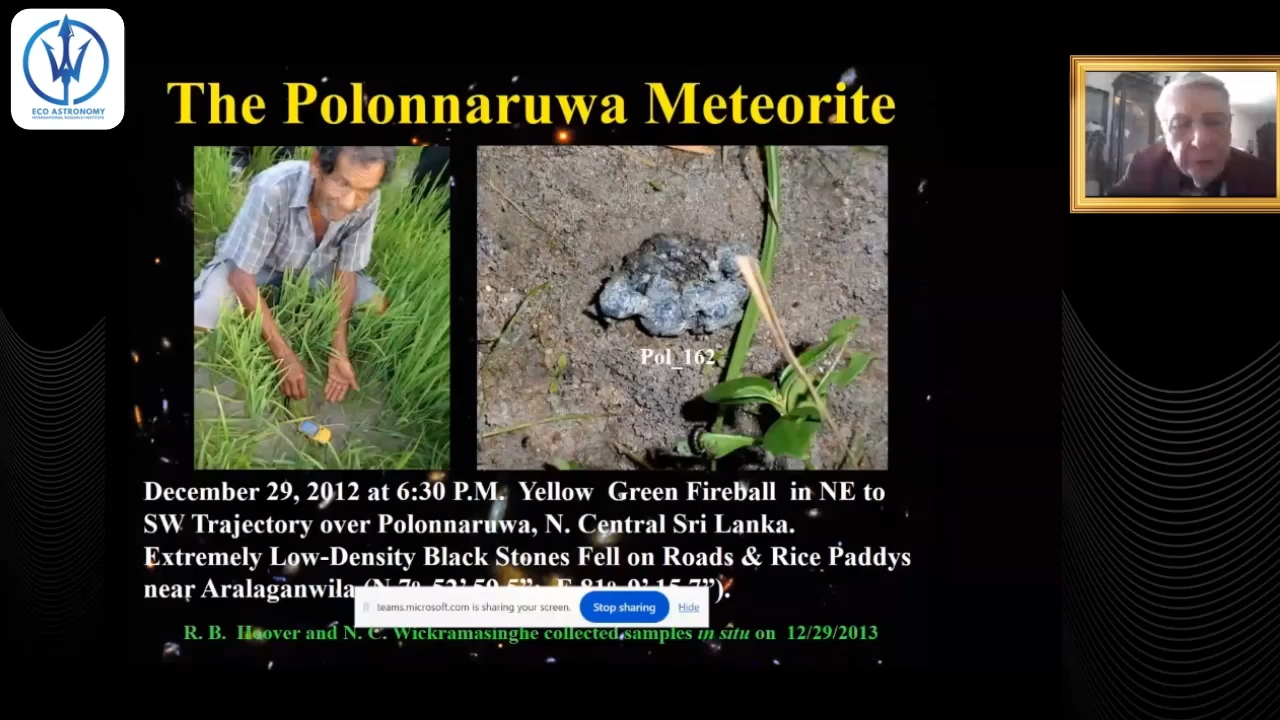 ECO ASTRONOMY
The Polonnaruwa Meteorite
Pol_162
December 29, 2012 at 6:30 P.M. Yellow Green Fireball in NE to
SW Trajectory over Polonnaruwa, N. Central Sri Lanka.
Extremely Low-Density Black Stones Fell on Roads & Rice Paddys
near Aralaganwila
teams.microsoft.com is sharing your screen. Stop sharing Hide
R. B. Hoover and N. C. Wickramasinghe collected samples in situ on 12/29/2013